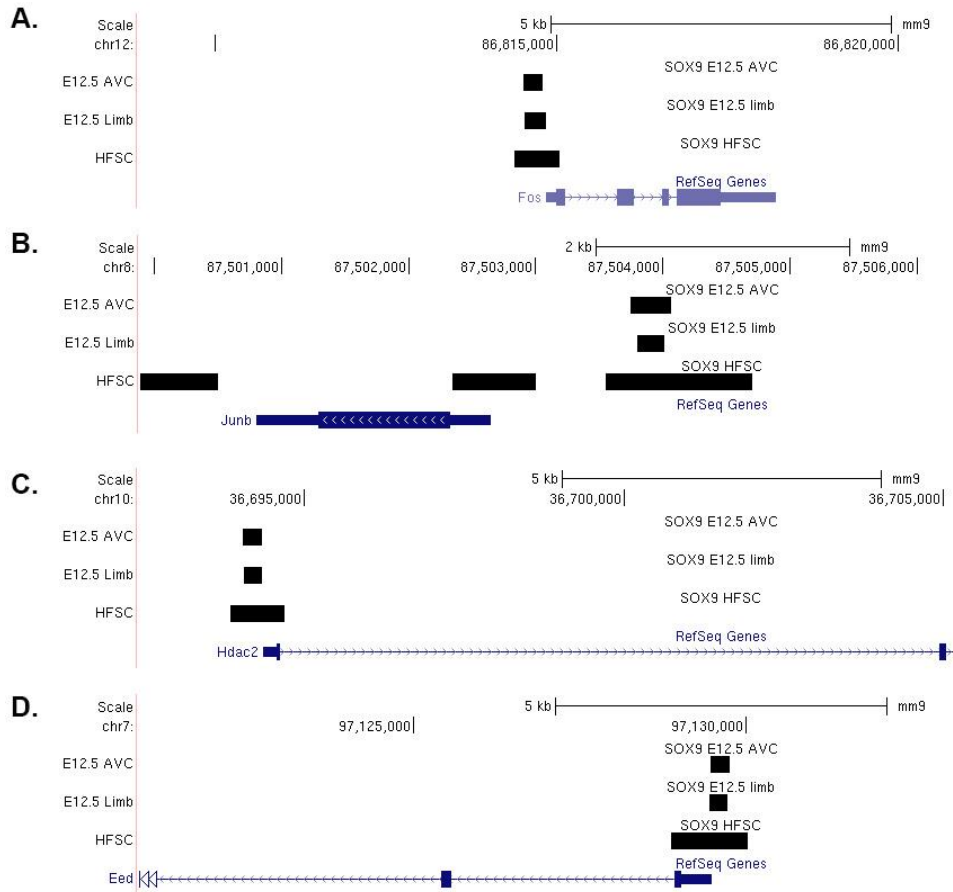 A.
Scale 5 kb mm9
chr12: 86,815,000 86,820,000
SOX9 E12.5 AVC
E12.5 AVC
SOX9 E12.5 limb
E12.5 Limb
SOX9 HFSC
HFSC
RefSeq Genes
Fos
B.
Scale 2 kb mm9
chr8: 87,501,000 87,502,000 87,503,000 87,504,000 87,505,000 87,506,000
SOX9 E12.5 AVC
E12.5 AVC
SOX9 E12.5 limb
E12.5 Limb
SOX9 HFSC
HFSC
RefSeq Genes
Junb
C.
Scale 5 kb mm9
chr10: 36,695,000 36,700,000 36,705,000
SOX9 E12.5 AVC
E12.5 AVC
SOX9 E12.5 limb
E12.5 Limb
SOX9 HFSC
HFSC
RefSeq Genes
Hdac2
D.
Scale 5 kb mm9
chr7: 97,125,000 97,130,000
SOX9 E12.5 AVC
E12.5 AVC
SOX9 E12.5 limb
E12.5 Limb
SOX9 HFSC
HFSC
RefSeq Genes
Eed